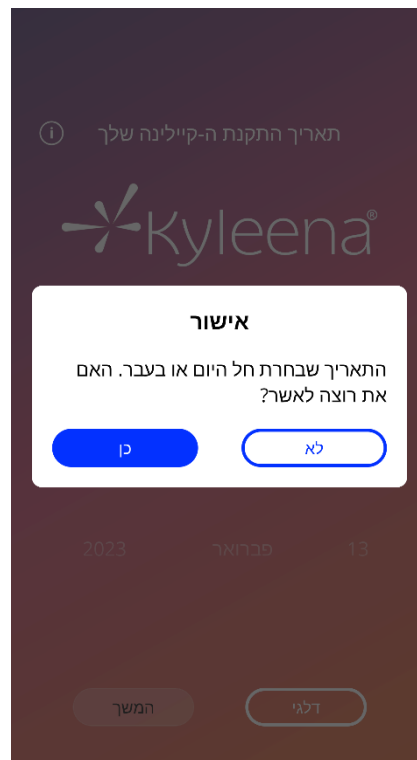 תאריך התקנת ה-קיילינה שלך
Kyleena®
אישור
התאריך שבחרת חל היום או בעבר. האם
את רוצה לאשר?
לא
כן
13 פברואר 2023
דלגי
המשך